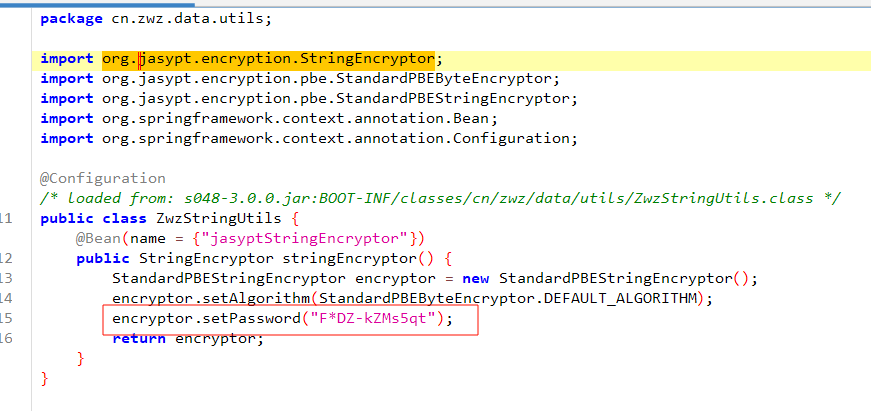 package cn.zwz.data.utils;
import org.jasypt.encryption.StringEncryptor;
import org.jasypt.encryption.pbe.StandardPBEByteEncryptor;
import org.jasypt.encryption.pbe.StandardPBEStringEncryptor;
import org.springframework.context.annotation.Bean;
import org.springframework.context.annotation.Configuration;
@Configuration
/* loaded from: s048-3.0.0.jar:BOOT-INF/classes/cn/zwz/data/utils/ZwzStringUtils.class */
11 public class ZwzStringUtils {
@Bean(name = {"jasyptStringEncryptor"})
12 public StringEncryptor stringEncryptor() {
13 StandardPBEStringEncryptor encryptor = new StandardPBEStringEncryptor();
14 encryptor.setAlgorithm(StandardPBEByteEncryptor.DEFAULT_ALGORITHM);
15 encryptor.setPassword("F*DZ-kZMs5qt");
16 return encryptor;
}
}